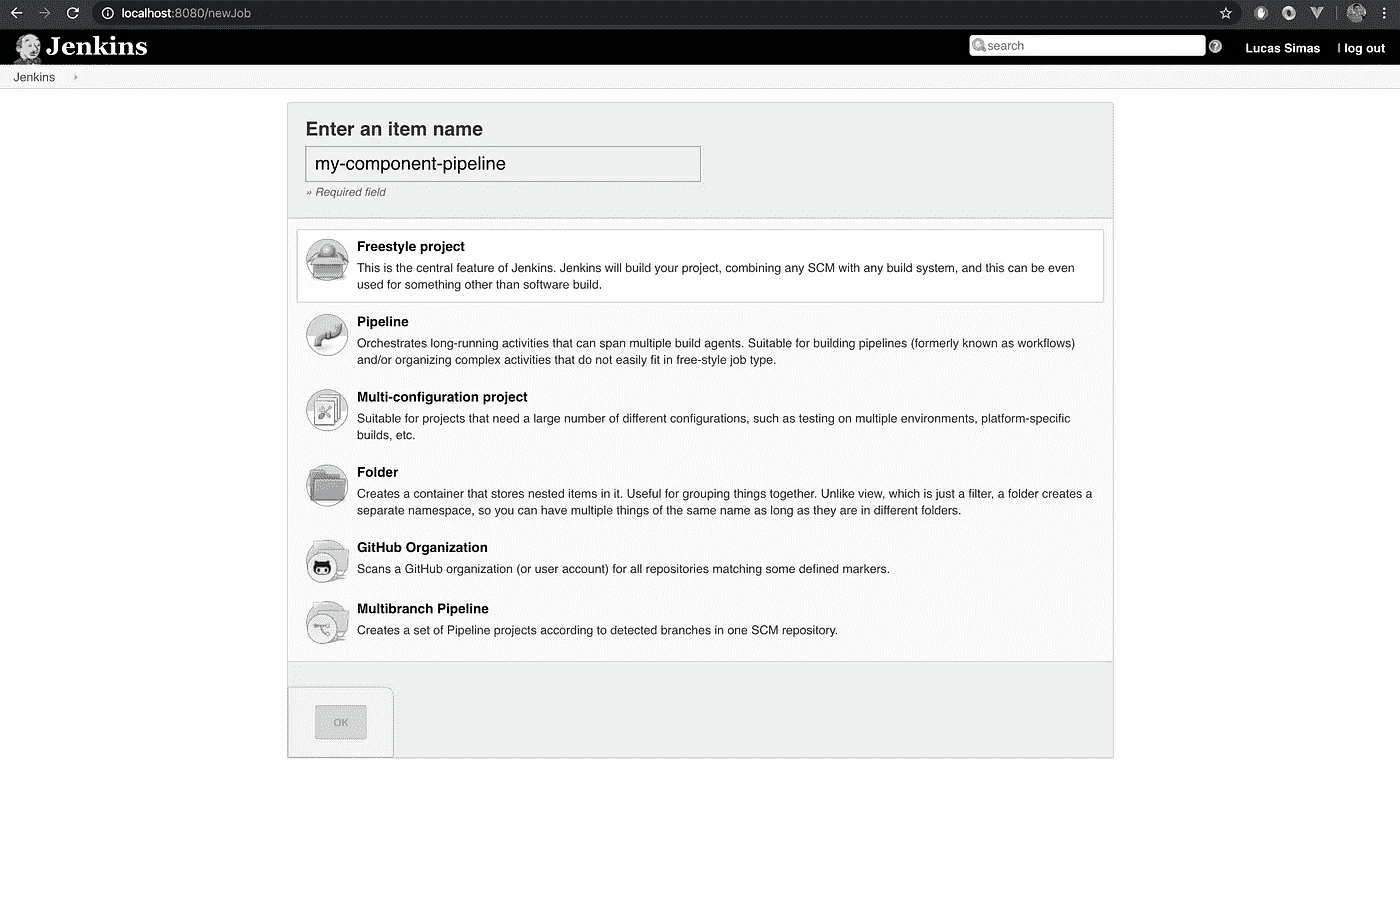 localhost:8080/newJob
Jenkins
search
Lucas Simas
| log out
Jenkins
Enter an item name
my-component-pipeline
» Required field
Freestyle project
This is the central feature of Jenkins. Jenkins will build your project, combining any SCM with any build system, and this can be even
used for something other than software build.
Pipeline
Orchestrates long-running activities that can span multiple build agents. Suitable for building pipelines (formerly known as workflows)
and/or organizing complex activities that do not easily fit in free-style job type.
Multi-configuration project
Suitable for projects that need a large number of different configurations, such as testing on multiple environments, platform-specific
builds, etc.
Folder
Creates a container that stores nested items in it. Useful for grouping things together. Unlike view, which is just a filter, a folder creates a
separate namespace, so you can have multiple things of the same name as long as they are in different folders.
GitHub Organization
Scans a GitHub organization (or user account) for all repositories matching some defined markers.
Multibranch Pipeline
Creates a set of Pipeline projects according to detected branches in one SCM repository.
OK